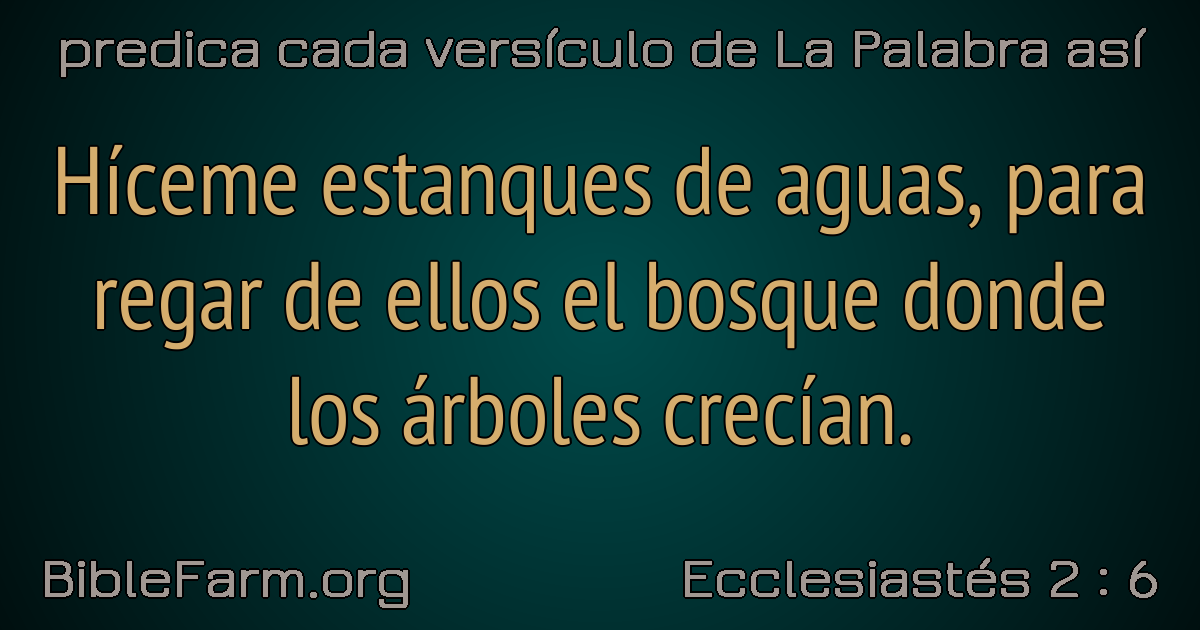 predica cada versículo de La Palabra así
Híceme estanques de aguas, para
regar de ellos el bosque donde
los árboles crecían.
BibleFarm.org
Ecclesiastés 2 : 6